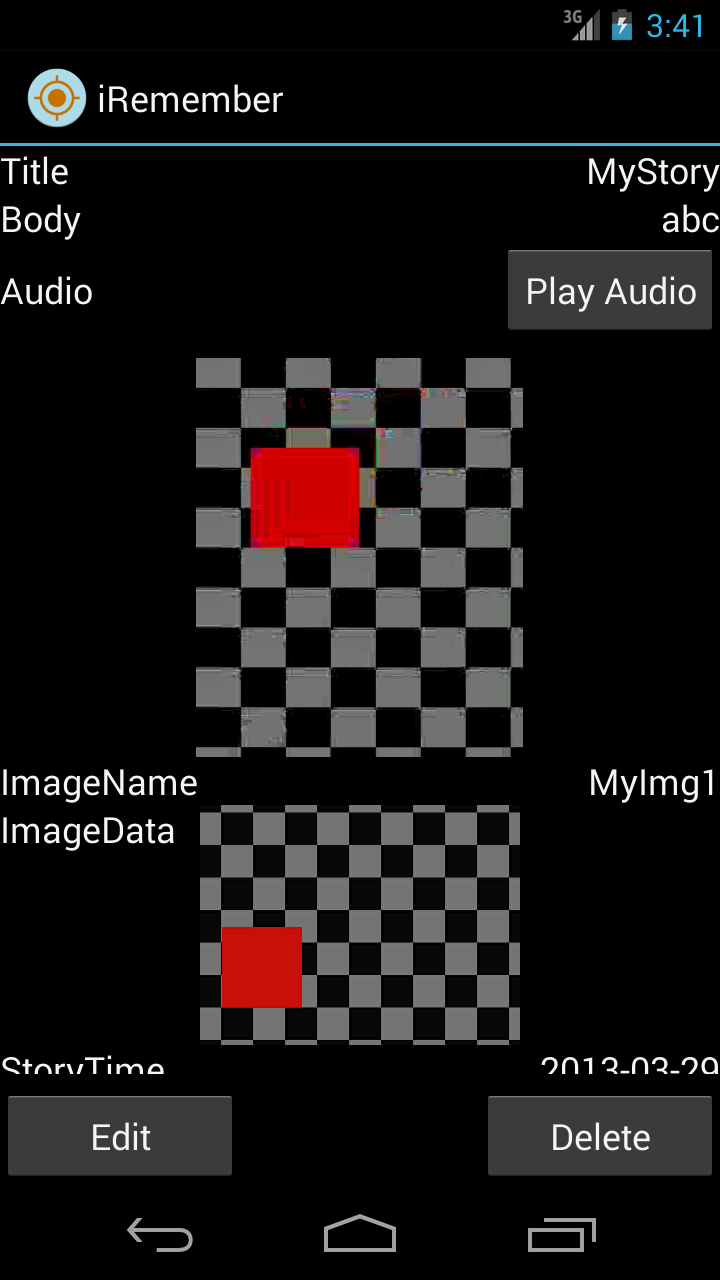 3G 3:41
iRemember
Title MyStory
Body abc
Audio Play Audio
ImageName MyImg1
ImageData
StoryTime 2013-03-29
Edit Delete